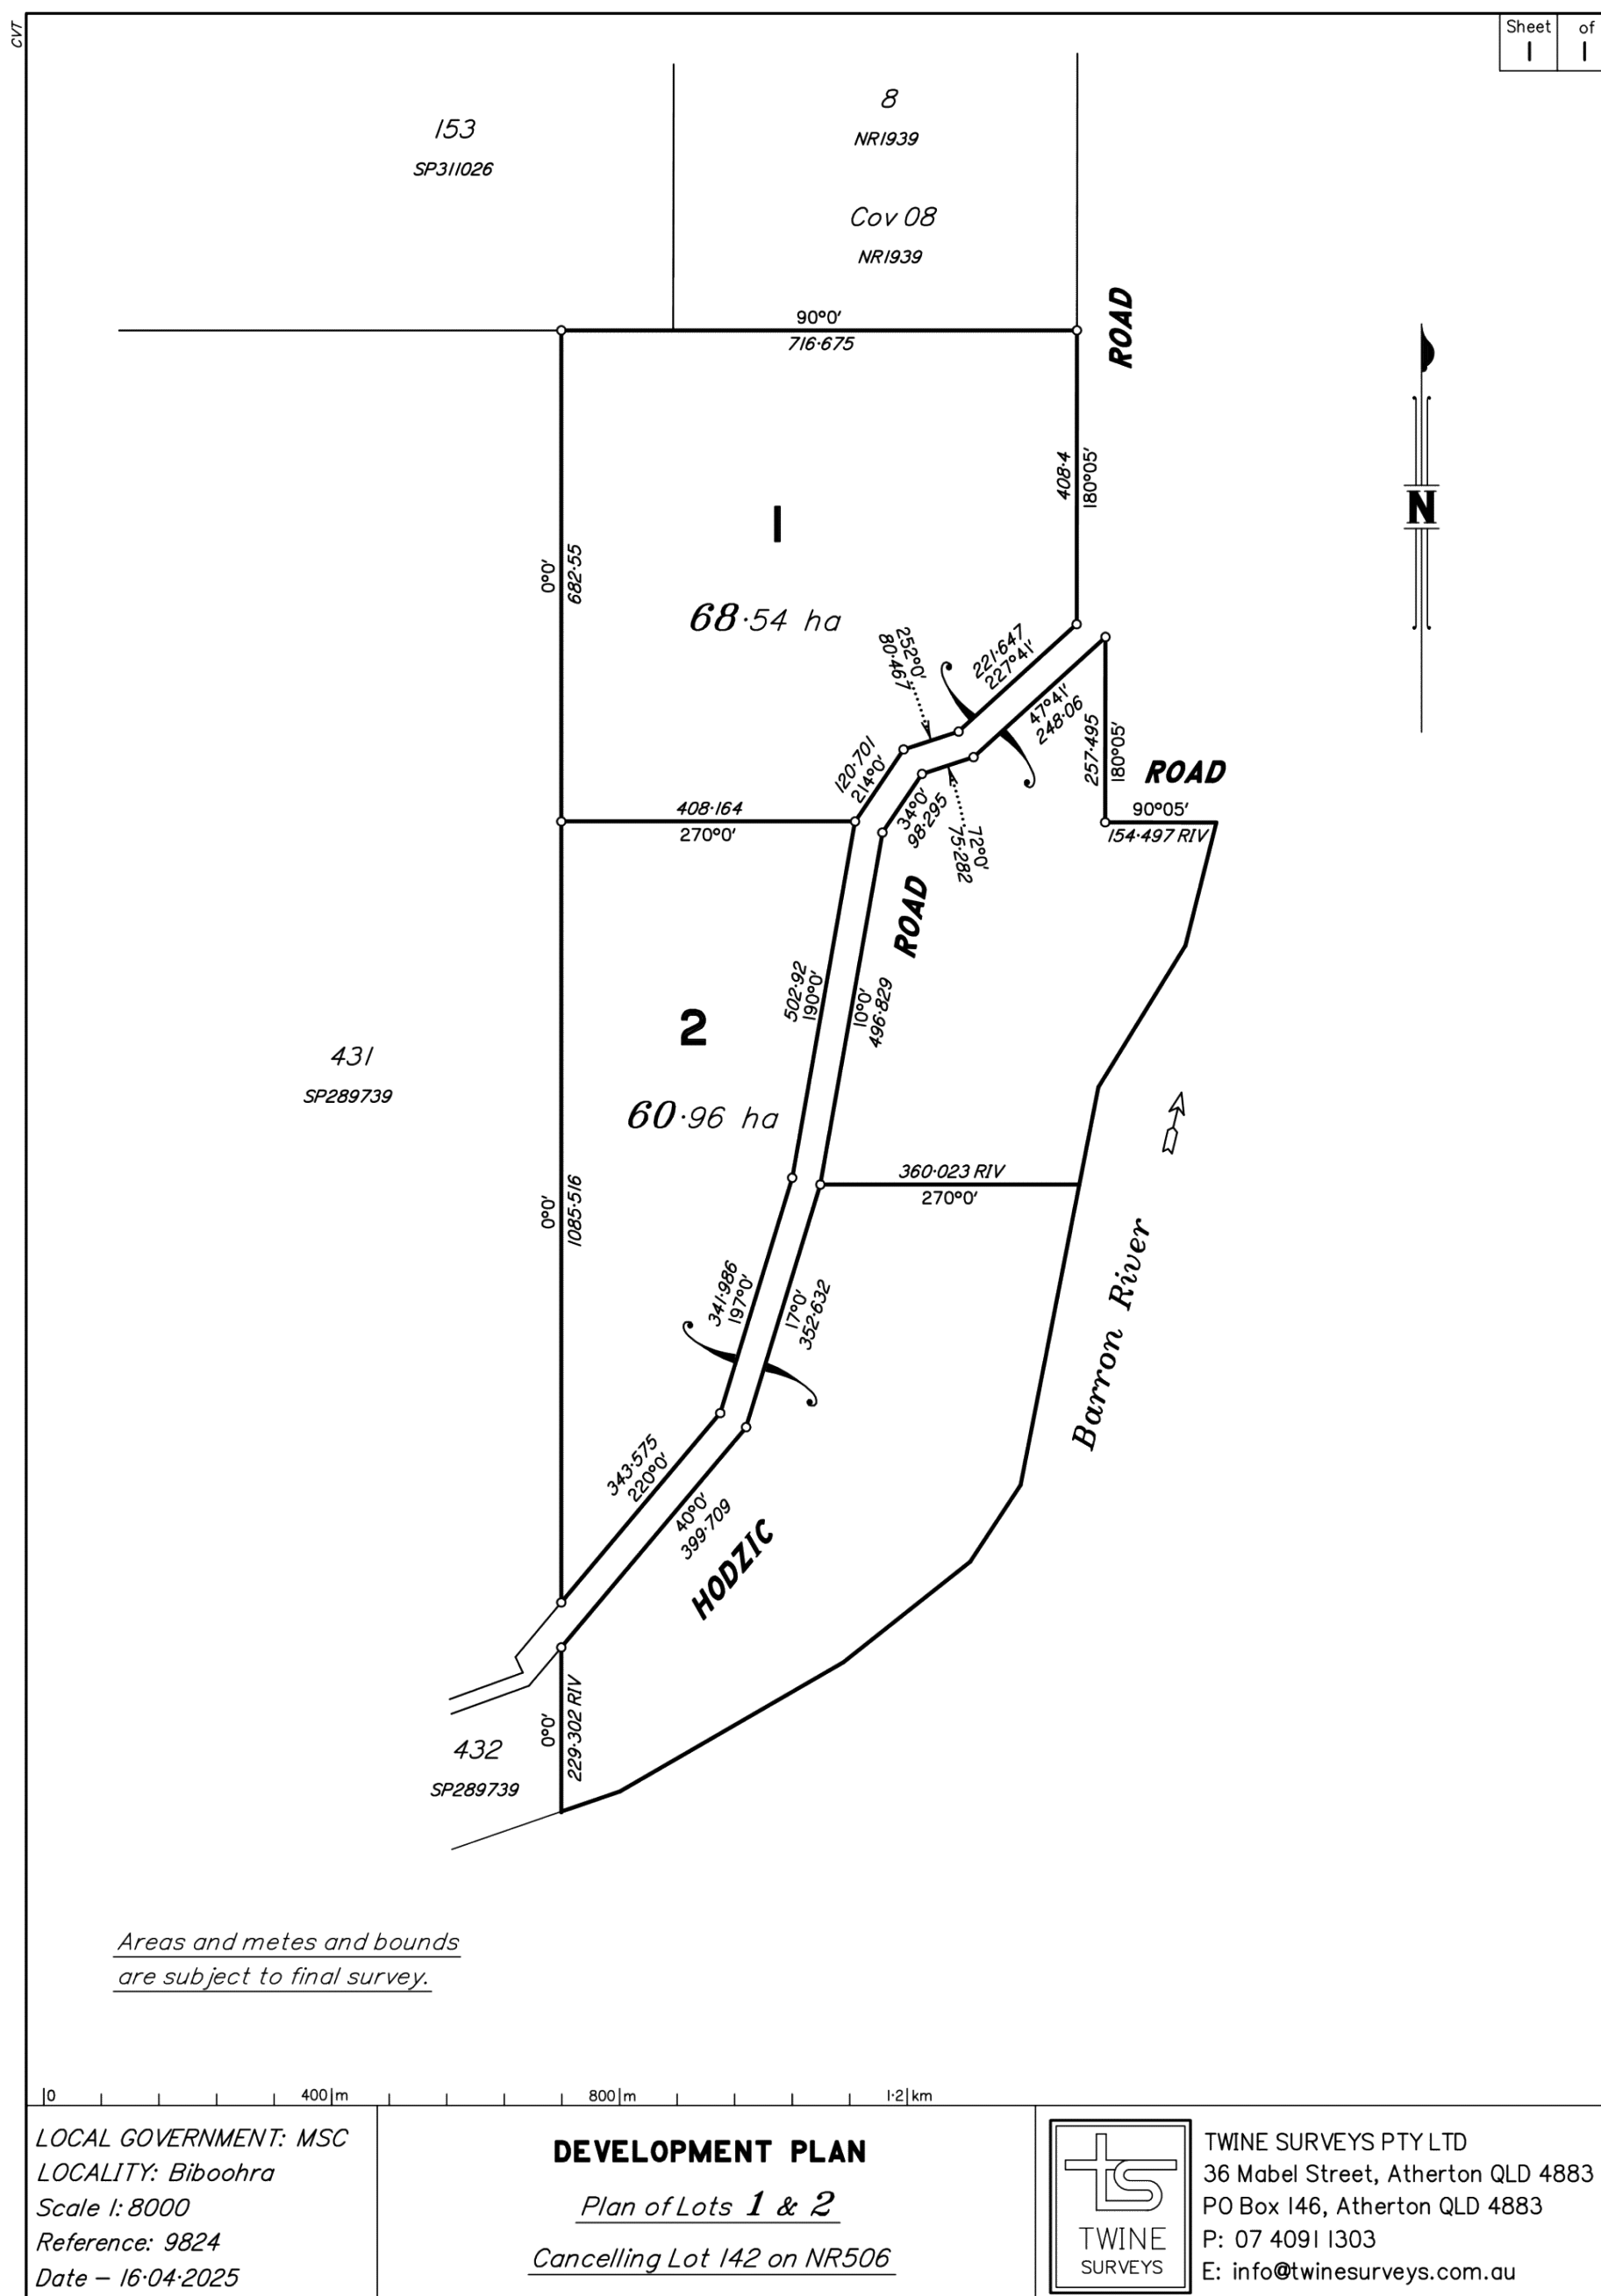 CVT
Sheet of
1 1
153
SP311026
8
NR1939
Cov 08
NR1939
90°0'
716·675
ROAD
408·4
180°05'
0°0'
682·55
1
68·54 ha
N
252°0'
80·467
221·647
227°41'
47°41'
248·06
257·495
180°05'
ROAD
120·701
214°0'
34°0'
98·295
72°0'
75·282
90°05'
154·497 RIV
408·164
270°0'
ROAD
502·92
190°0'
10°0'
496·829
2
60·96 ha
431
SP289739
360·023 RIV
270°0'
0°0'
1085·516
Barron River
341·986
197°0'
17°0'
352·632
343·575
220°0'
40°0'
399·709
HODZIC
0°0'
229·302 RIV
432
SP289739
Areas and metes and bounds
are subject to final survey.
0 400 m 800 m 1·2 km
LOCAL GOVERNMENT: MSC
LOCALITY: Biboohra
Scale 1: 8000
Reference: 9824
Date – 16·04·2025
DEVELOPMENT PLAN
Plan of Lots 1 & 2
Cancelling Lot 142 on NR506
ts
TWINE
SURVEYS
TWINE SURVEYS PTY LTD
36 Mabel Street, Atherton QLD 4883
PO Box 146, Atherton QLD 4883
P: 07 4091 1303
E: info@twinesurveys.com.au